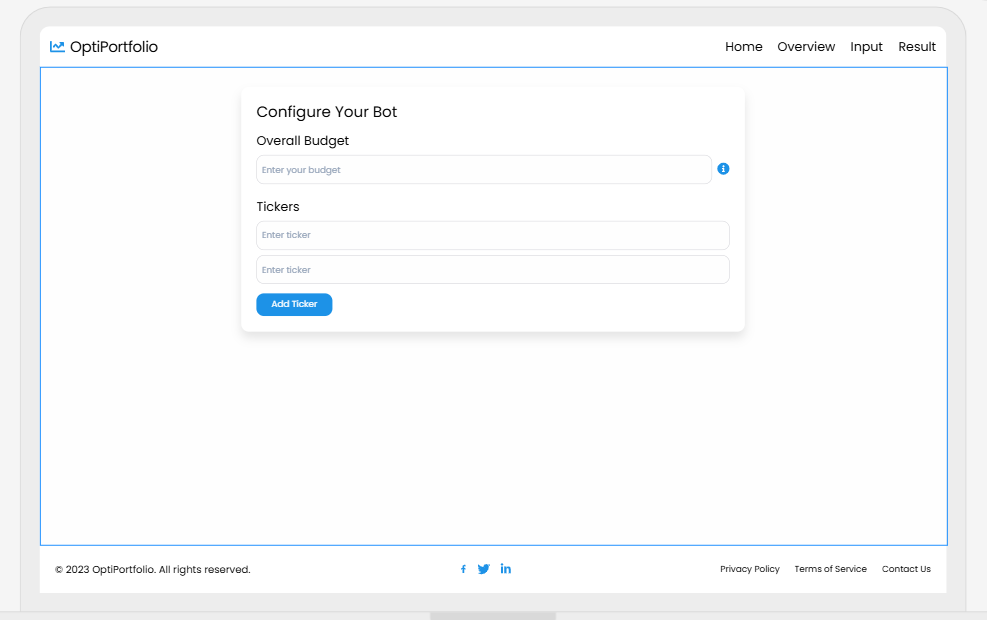 OptiPortfolio
Home Overview Input Result
Configure Your Bot
Overall Budget
Enter your budget
Tickers
Enter ticker
Enter ticker
Add Ticker
© 2023 OptiPortfolio. All rights reserved.
Privacy Policy Terms of Service Contact Us